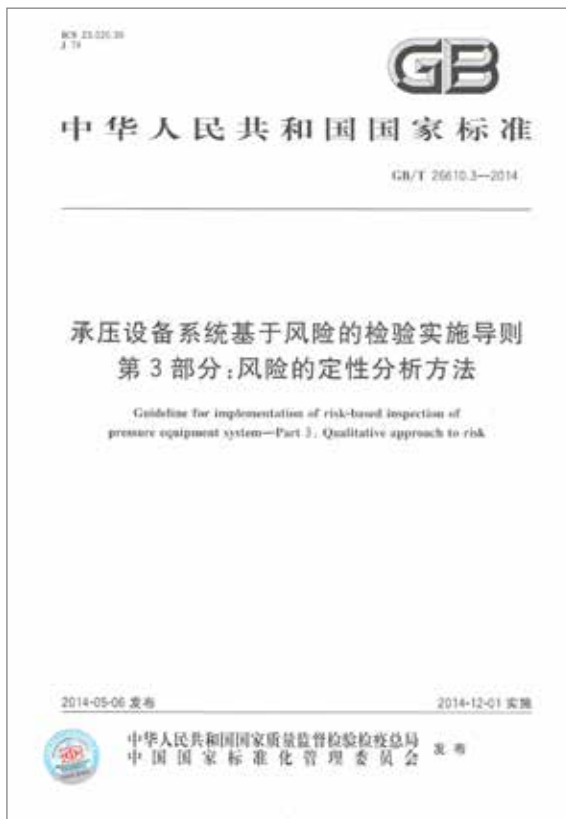 ICS 23.020.30
J 74
GB
中华人民共和国国家标准
GB/T 26610.3—2014
承压设备系统基于风险的检验实施导则
第 3 部分:风险的定性分析方法
Guideline for implementation of risk-based inspection of
pressure equipment system—Part 3: Qualitative approach to risk
2014-05-06 发布
2014-12-01 实施
中华人民共和国国家质量监督检验检疫总局
中国国家标准化管理委员会
发布